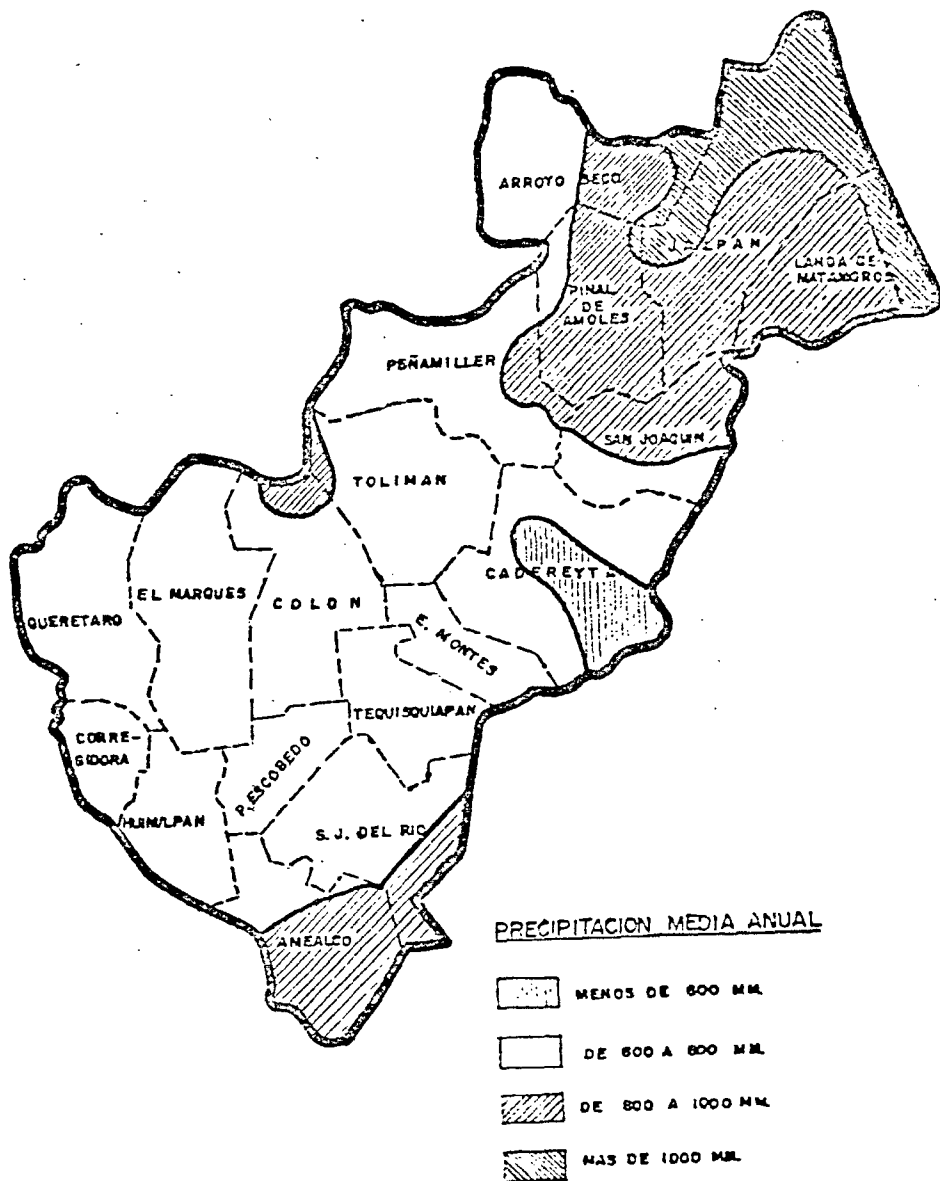 ARROYO SECO
JALPAN
LANDA DE
MATAMOROS
PINAL
DE
AMOLES
PEÑAMILLER
SAN JOAQUIN
TOLIMAN
CADEREYTA
EL MARQUES
COLON
QUERETARO
E. MONTES
TEQUISQUIAPAN
CORRE-
GIDORA
P. ESCOBEDO
HUIMILPAN
S. J. DEL RIO
AMEALCO
PRECIPITACION MEDIA ANUAL
MENOS DE 600 MM.
DE 600 A 800 MM.
DE 800 A 1000 MM.
MAS DE 1000 MM.